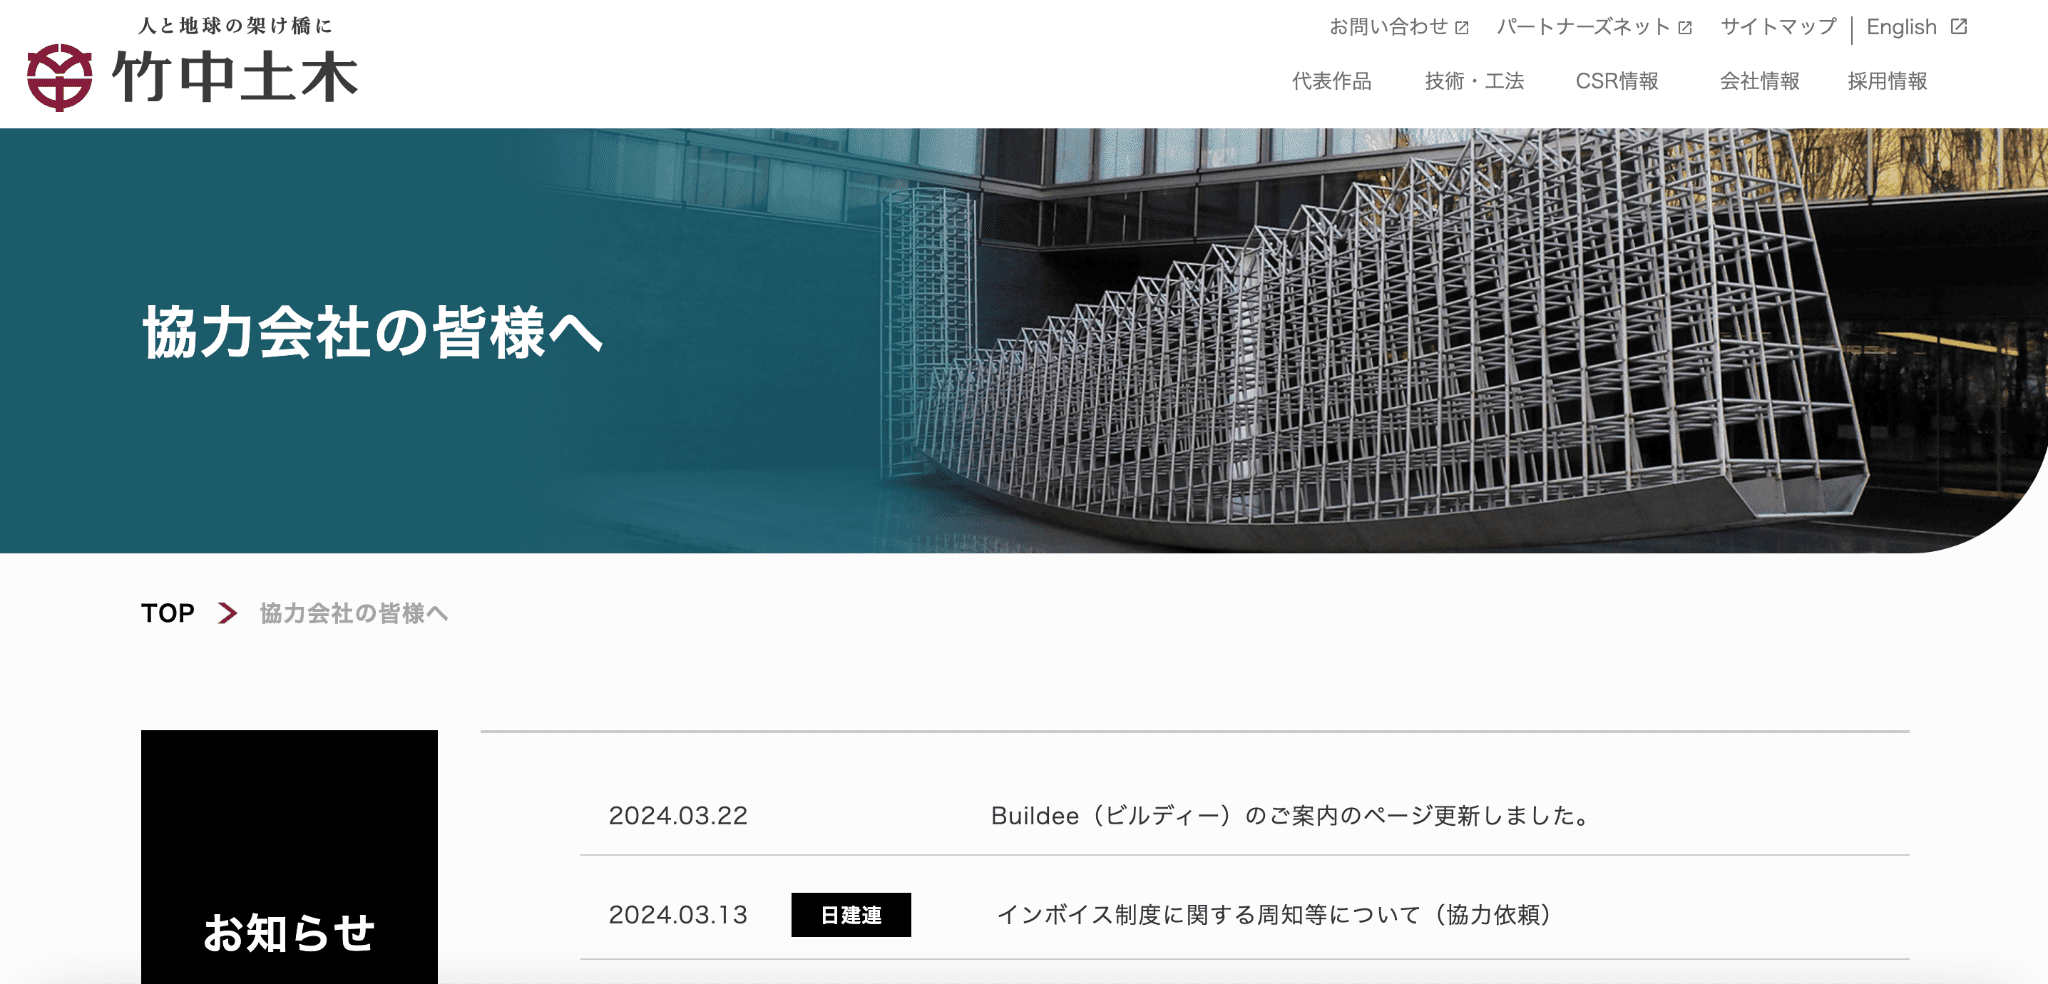 人と地球の架け橋に
竹中土木
お問い合わせ パートナーズネット サイトマップ English
代表作品 技術・工法 CSR情報 会社情報 採用情報
協力会社の皆様へ
TOP 協力会社の皆様へ
お知らせ
2024.03.22 Buildee（ビルディー）のご案内のページ更新しました。
2024.03.13 日建連 インボイス制度に関する周知等について（協力依頼）